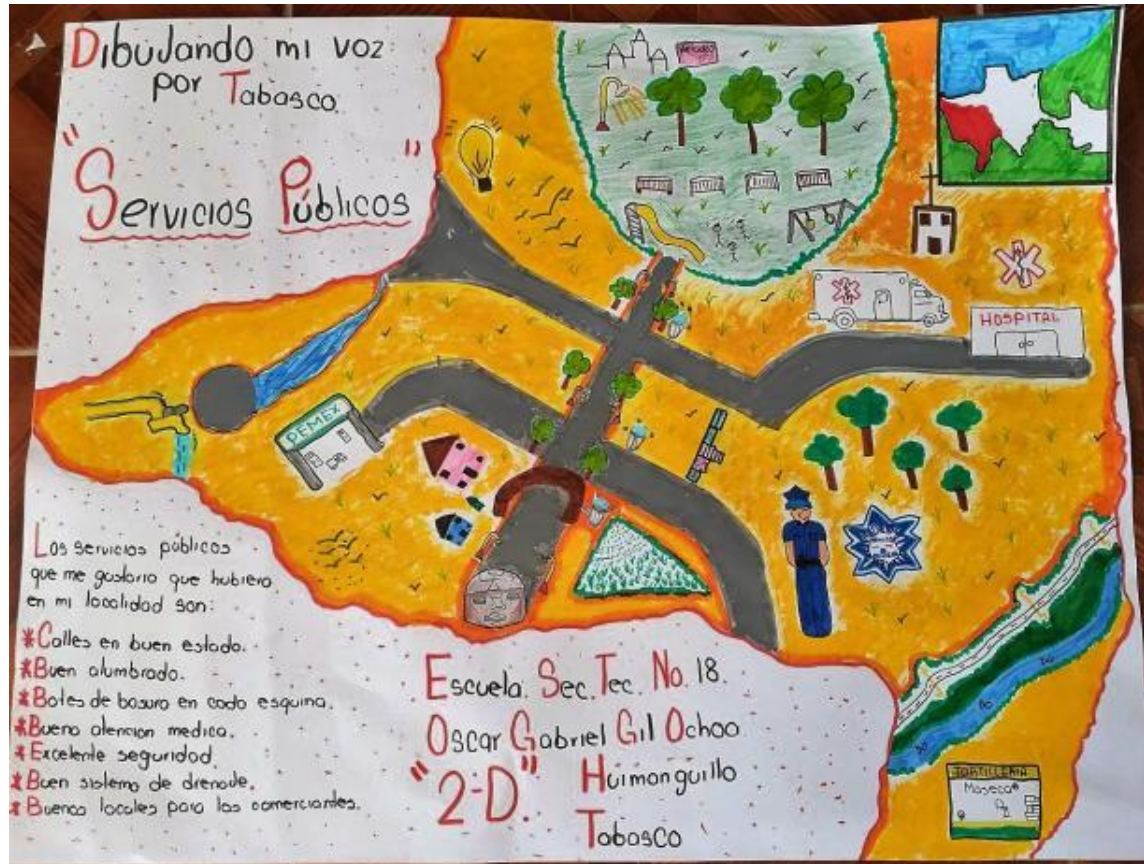 Dibujando mi voz
por Tabasco.
"Servicios Públicos"
Mercado
HOSPITAL
PEMEX
Los servicios públicos
que me gustaria que hubiera
en mi localidad son:
*Calles en buen estado.
*Buen alumbrado.
*Botes de basura en cada esquina.
*Buena atencion medica.
*Excelente seguridad.
*Buen sistema de drenaje.
*Buenos locales para los comerciantes.
Escuela. Sec. Tec. No. 18.
Oscar Gabriel Gil Ochoa
"2-D". Huimanguillo
Tabasco
TORTILLERIA
Maseca